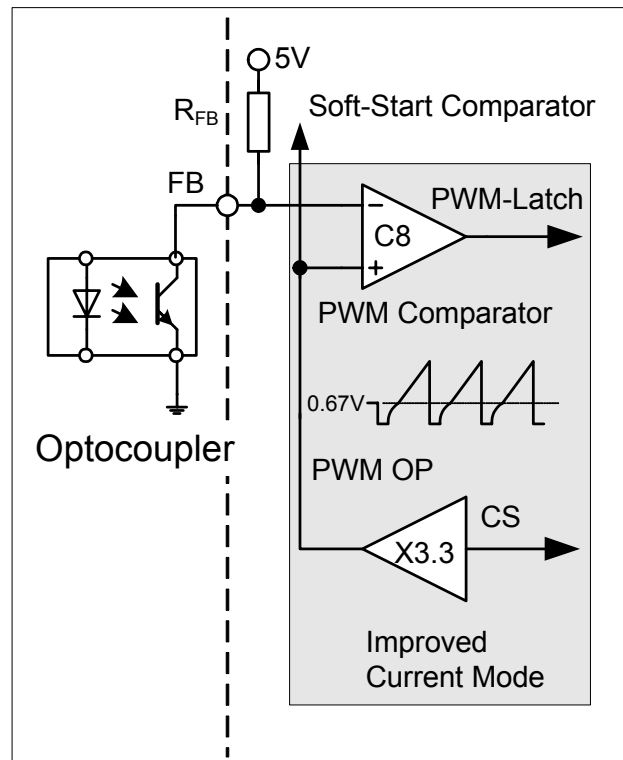 5V
R_FB
Soft-Start Comparator
FB
PWM-Latch
−
C8
+
PWM Comparator
0.67V
Optocoupler
PWM OP
CS
X3.3
Improved
Current Mode